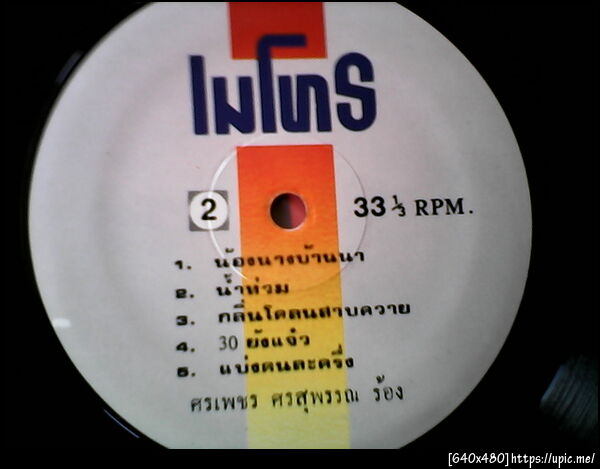 ไมโทร
2
33 ⅓ RPM.
1. น้องนางบ้านนา
2. น้ำท่วม
3. กลิ่นโคลนสาบควาย
4. 30 ยังแจ๋ว
5. แบ่งคนละครึ่ง
ศรเพชร ศรสุพรรณ ร้อง
[640x480]https://upic.me/